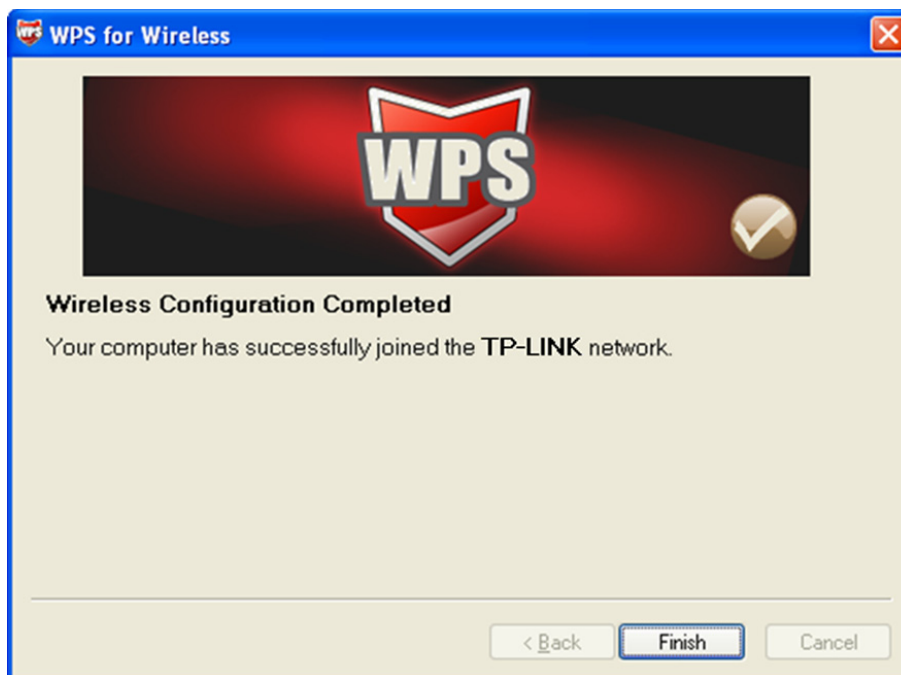 WPS WPS for Wireless
WPS
Wireless Configuration Completed
Your computer has successfully joined the TP-LINK network.
< Back Finish Cancel